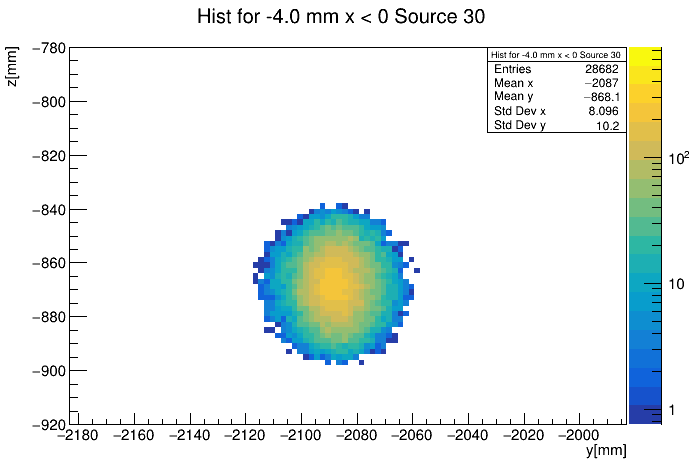 Hist for -4.0 mm x < 0 Source 30
z[mm]
−780
−800
−820
−840
−860
−880
−900
−920
Hist for -4.0 mm x < 0 Source 30
Entries 28682
Mean x −2087
Mean y −868.1
Std Dev x 8.096
Std Dev y 10.2
10²
10
1
−2180 −2160 −2140 −2120 −2100 −2080 −2060 −2040 −2020 −2000
y[mm]